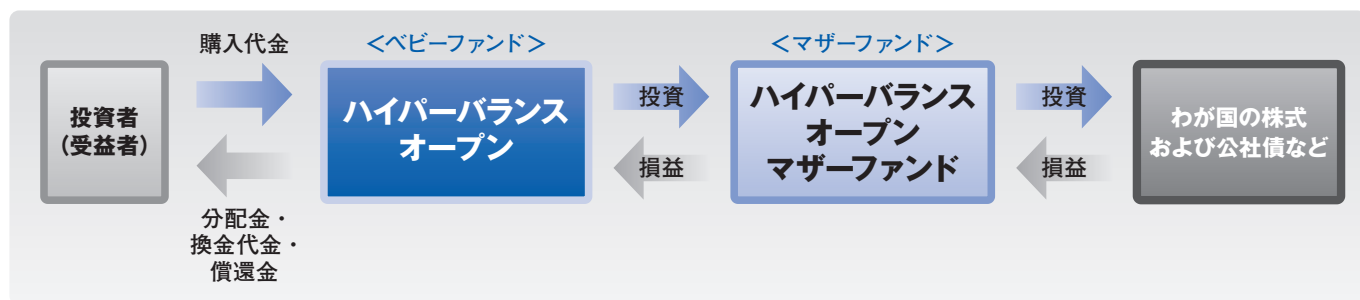 購入代金
<ベビーファンド>
<マザーファンド>
投資者
(受益者)
ハイパーバランス
オープン
投資
損益
ハイパーバランス
オープン
マザーファンド
投資
損益
わが国の株式
および公社債など
分配金・
換金代金・
償還金